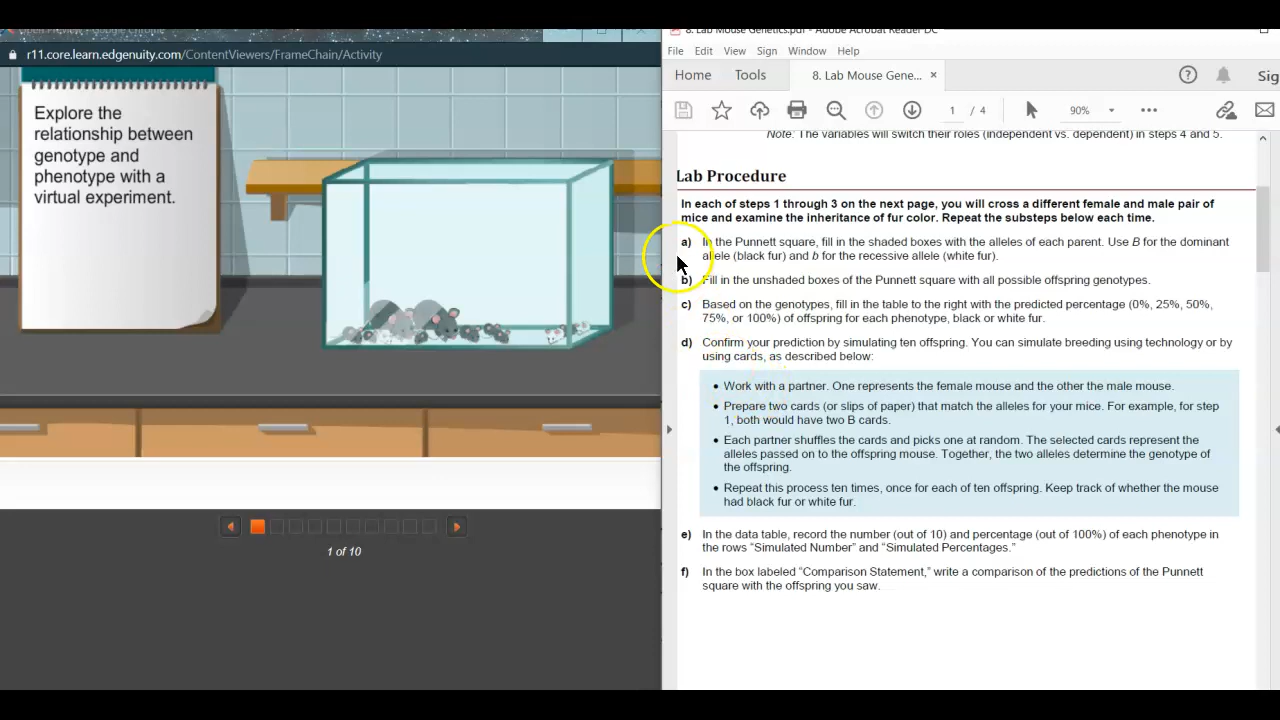 r11.core.learn.edgenuity.com/ContentViewers/FrameChain/Activity
Explore the
relationship between
genotype and
phenotype with a
virtual experiment.
1 of 10
8. Lab Mouse Genetics.pdf - Adobe Acrobat Reader DC
File Edit View Sign Window Help
Home Tools 8. Lab Mouse Gene... × Sig
1 / 4 90%
Note: The variables will switch their roles (independent vs. dependent) in steps 4 and 5.
Lab Procedure
In each of steps 1 through 3 on the next page, you will cross a different female and male pair of
mice and examine the inheritance of fur color. Repeat the substeps below each time.
a) In the Punnett square, fill in the shaded boxes with the alleles of each parent. Use B for the dominant
allele (black fur) and b for the recessive allele (white fur).
b) Fill in the unshaded boxes of the Punnett square with all possible offspring genotypes.
c) Based on the genotypes, fill in the table to the right with the predicted percentage (0%, 25%, 50%,
75%, or 100%) of offspring for each phenotype, black or white fur.
d) Confirm your prediction by simulating ten offspring. You can simulate breeding using technology or by
using cards, as described below:
• Work with a partner. One represents the female mouse and the other the male mouse.
• Prepare two cards (or slips of paper) that match the alleles for your mice. For example, for step
1, both would have two B cards.
• Each partner shuffles the cards and picks one at random. The selected cards represent the
alleles passed on to the offspring mouse. Together, the two alleles determine the genotype of
the offspring.
• Repeat this process ten times, once for each of ten offspring. Keep track of whether the mouse
had black fur or white fur.
e) In the data table, record the number (out of 10) and percentage (out of 100%) of each phenotype in
the rows “Simulated Number” and “Simulated Percentages.”
f) In the box labeled “Comparison Statement,” write a comparison of the predictions of the Punnett
square with the offspring you saw.